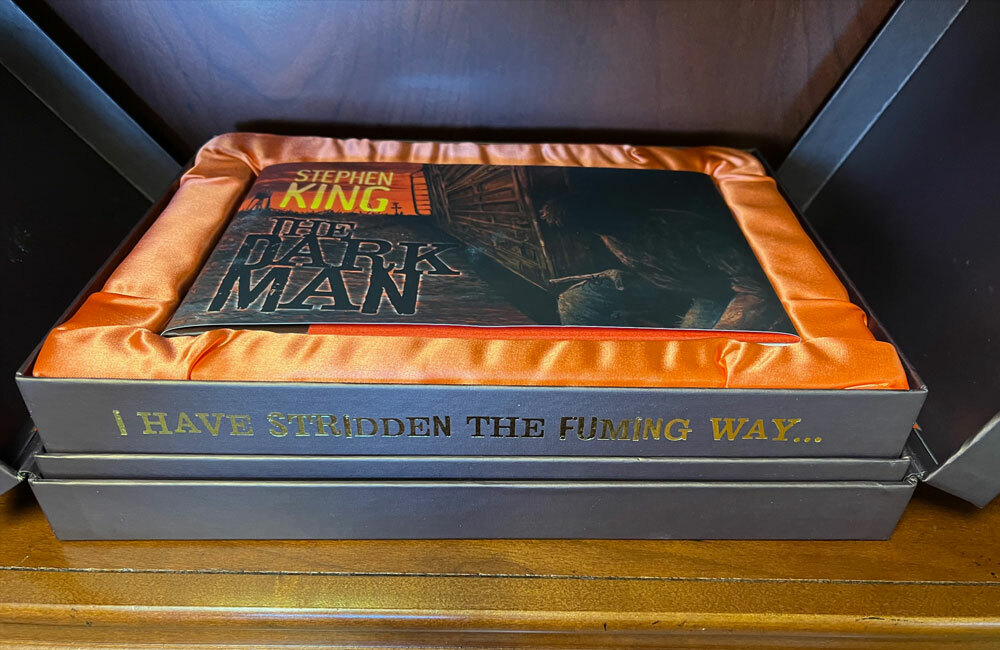 STEPHEN
KING
THE
DARK
MAN
I HAVE STRIDDEN THE FUMING WAY...